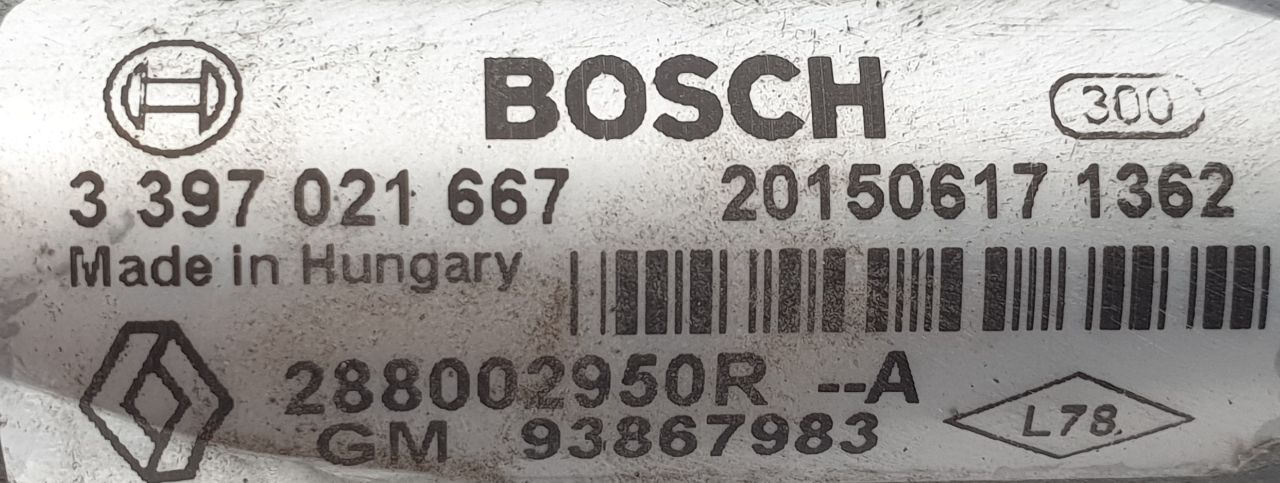 BOSCH 300
3 397 021 667 20150617 1362
Made in Hungary
288002950R --A
GM 93867983 L78.